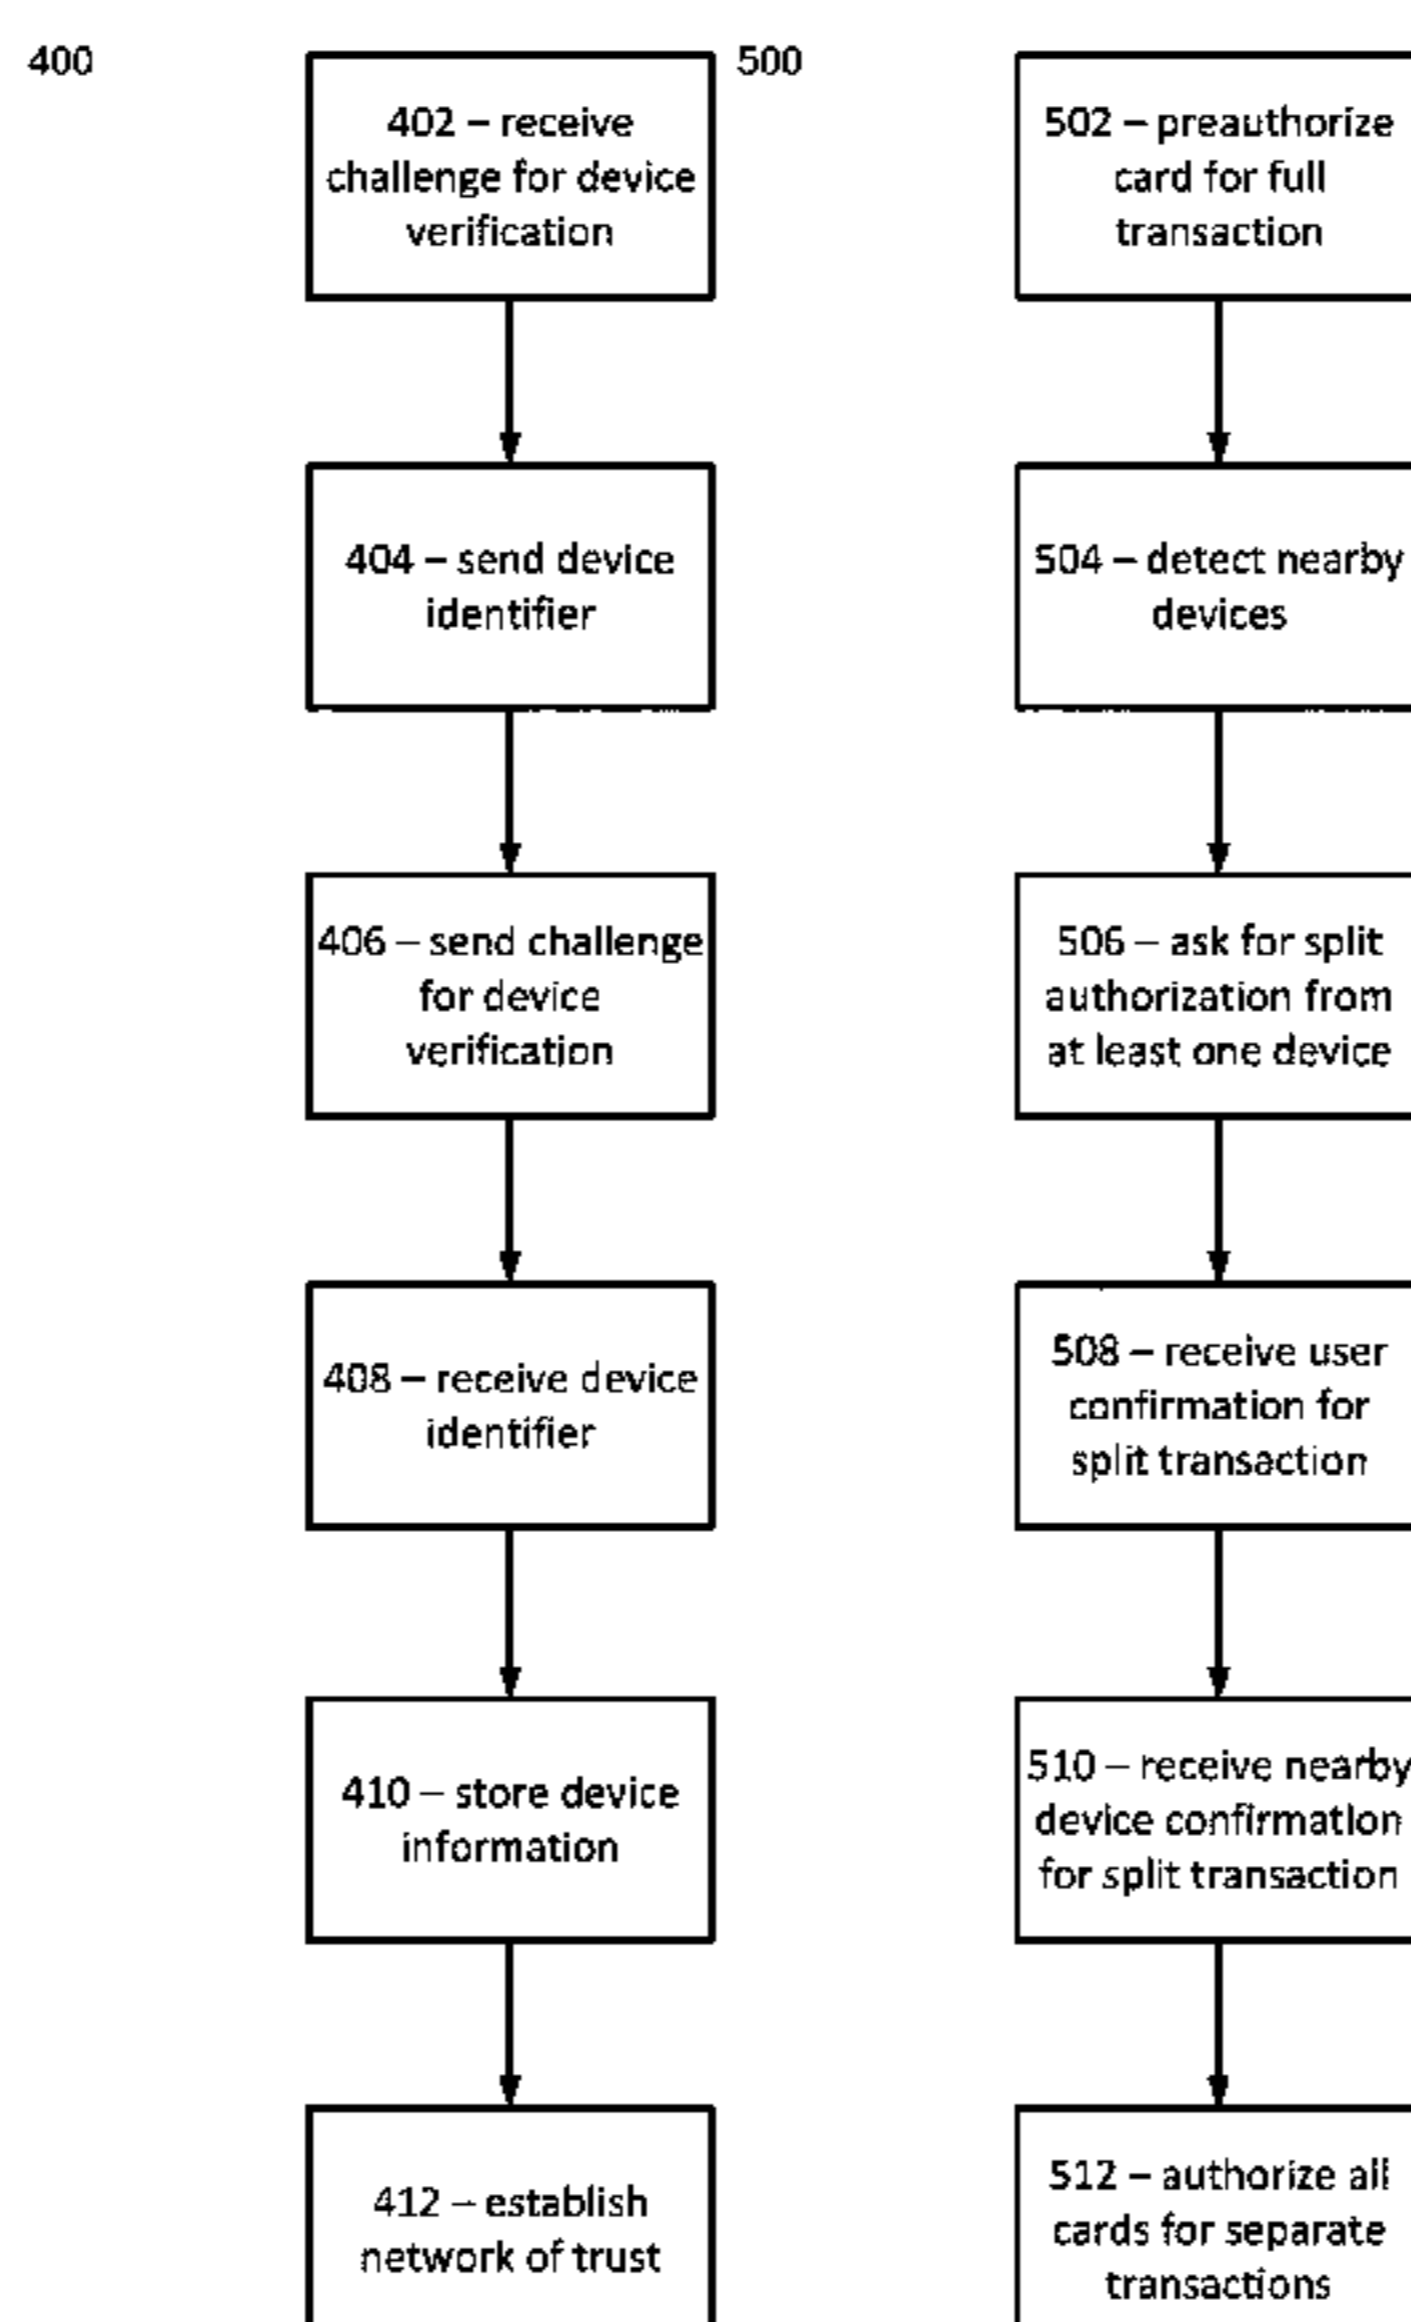 400
402 – receive
challenge for device
verification
404 – send device
identifier
406 – send challenge
for device
verification
408 – receive device
identifier
410 – store device
information
412 – establish
network of trust
500
502 – preauthorize
card for full
transaction
504 – detect nearby
devices
506 – ask for split
authorization from
at least one device
508 – receive user
confirmation for
split transaction
510 – receive nearby
device confirmation
for split transaction
512 – authorize all
cards for separate
transactions